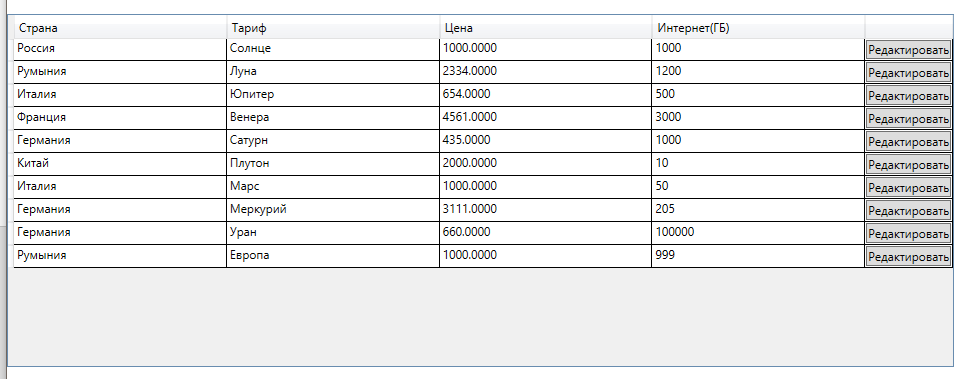 Страна Тариф Цена Интернет(ГБ)
Россия Солнце 1000.0000 1000 Редактировать
Румыния Луна 2334.0000 1200 Редактировать
Италия Юпитер 654.0000 500 Редактировать
Франция Венера 4561.0000 3000 Редактировать
Германия Сатурн 435.0000 1000 Редактировать
Китай Плутон 2000.0000 10 Редактировать
Италия Марс 1000.0000 50 Редактировать
Германия Меркурий 3111.0000 205 Редактировать
Германия Уран 660.0000 100000 Редактировать
Румыния Европа 1000.0000 999 Редактировать